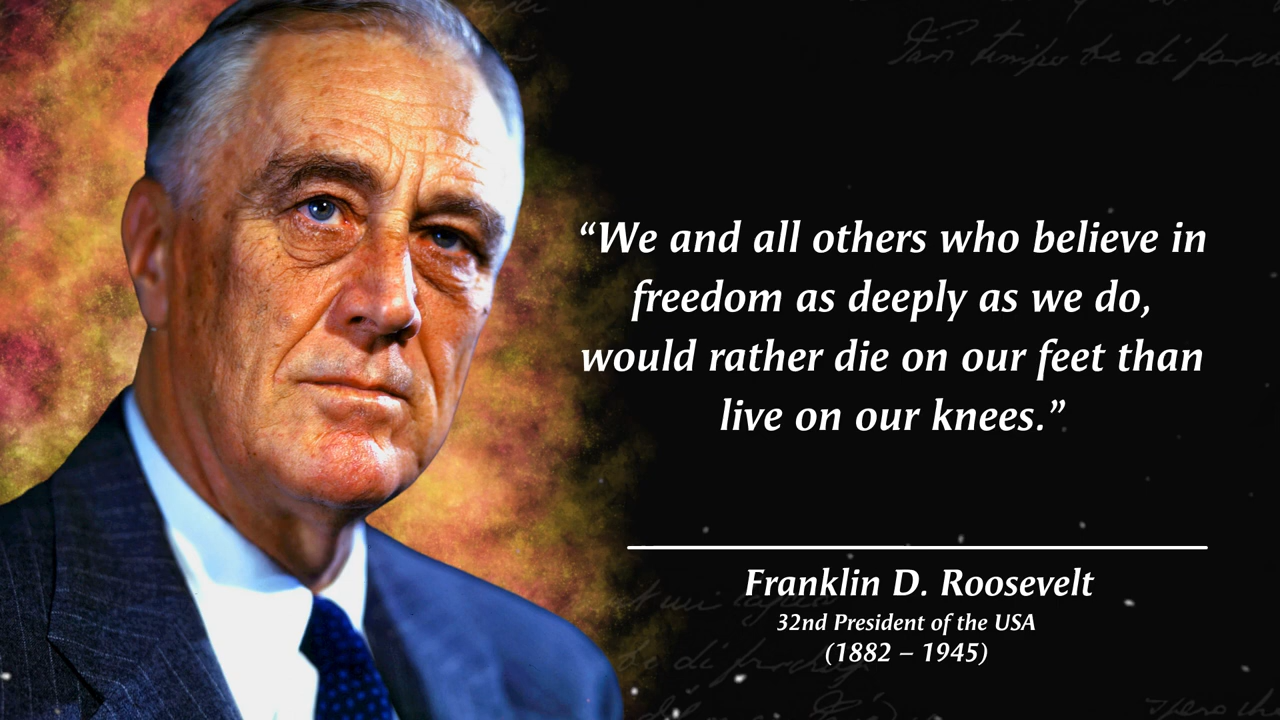 “We and all others who believe in
freedom as deeply as we do,
would rather die on our feet than
live on our knees.”
Franklin D. Roosevelt
32nd President of the USA
(1882 – 1945)